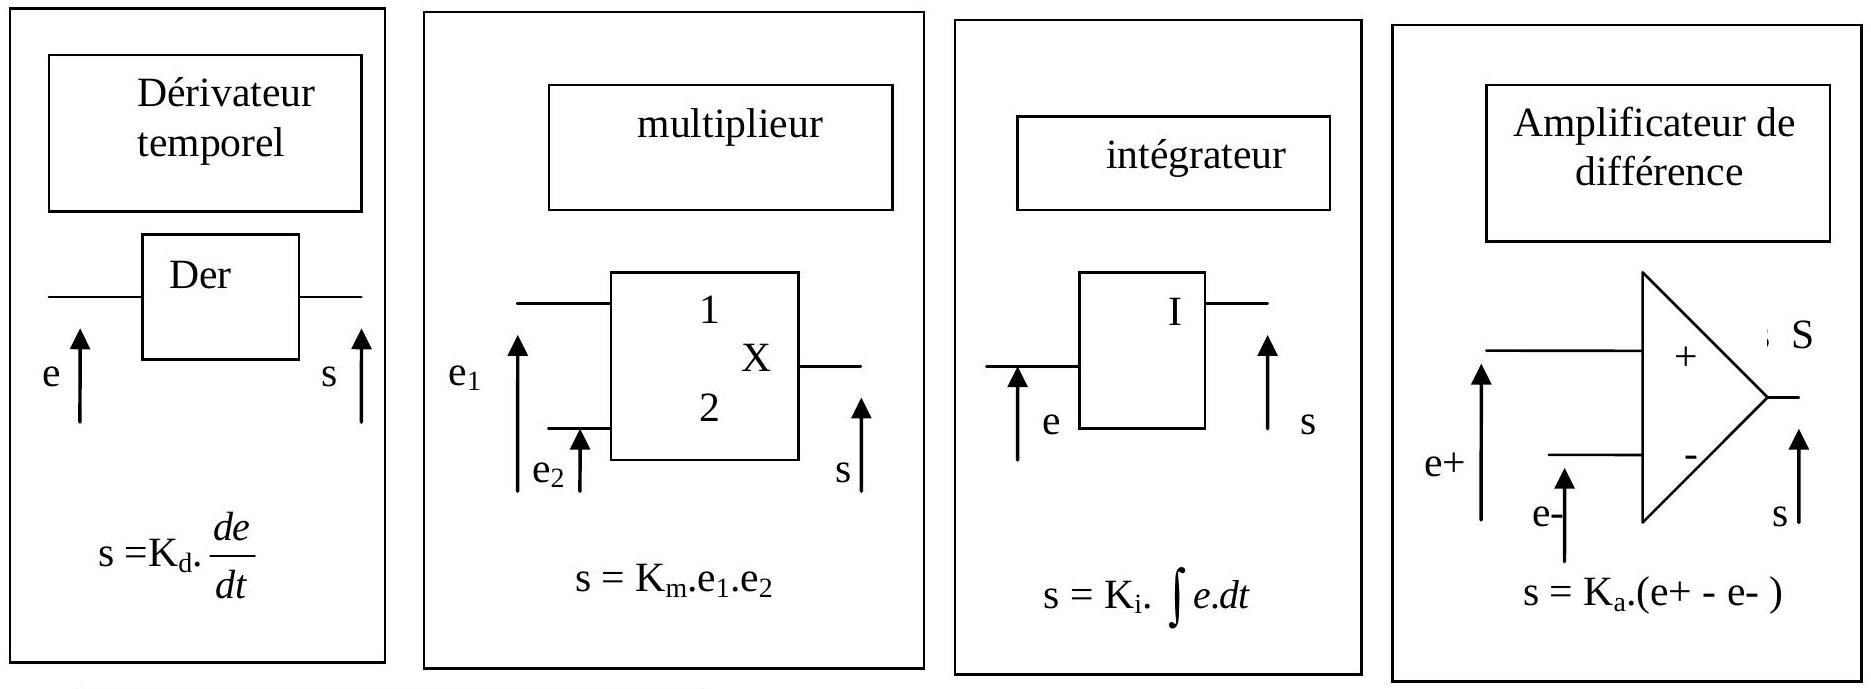 Dérivateur
temporel
Der
e
s
s =Kd. de/dt
multiplieur
1
X
2
e1
e2
s
s = Km.e1.e2
intégrateur
I
e
s
s = Ki. ∫ e.dt
Amplificateur de
différence
S
+
-
e+
e-
s
s = Ka.(e+ - e- )